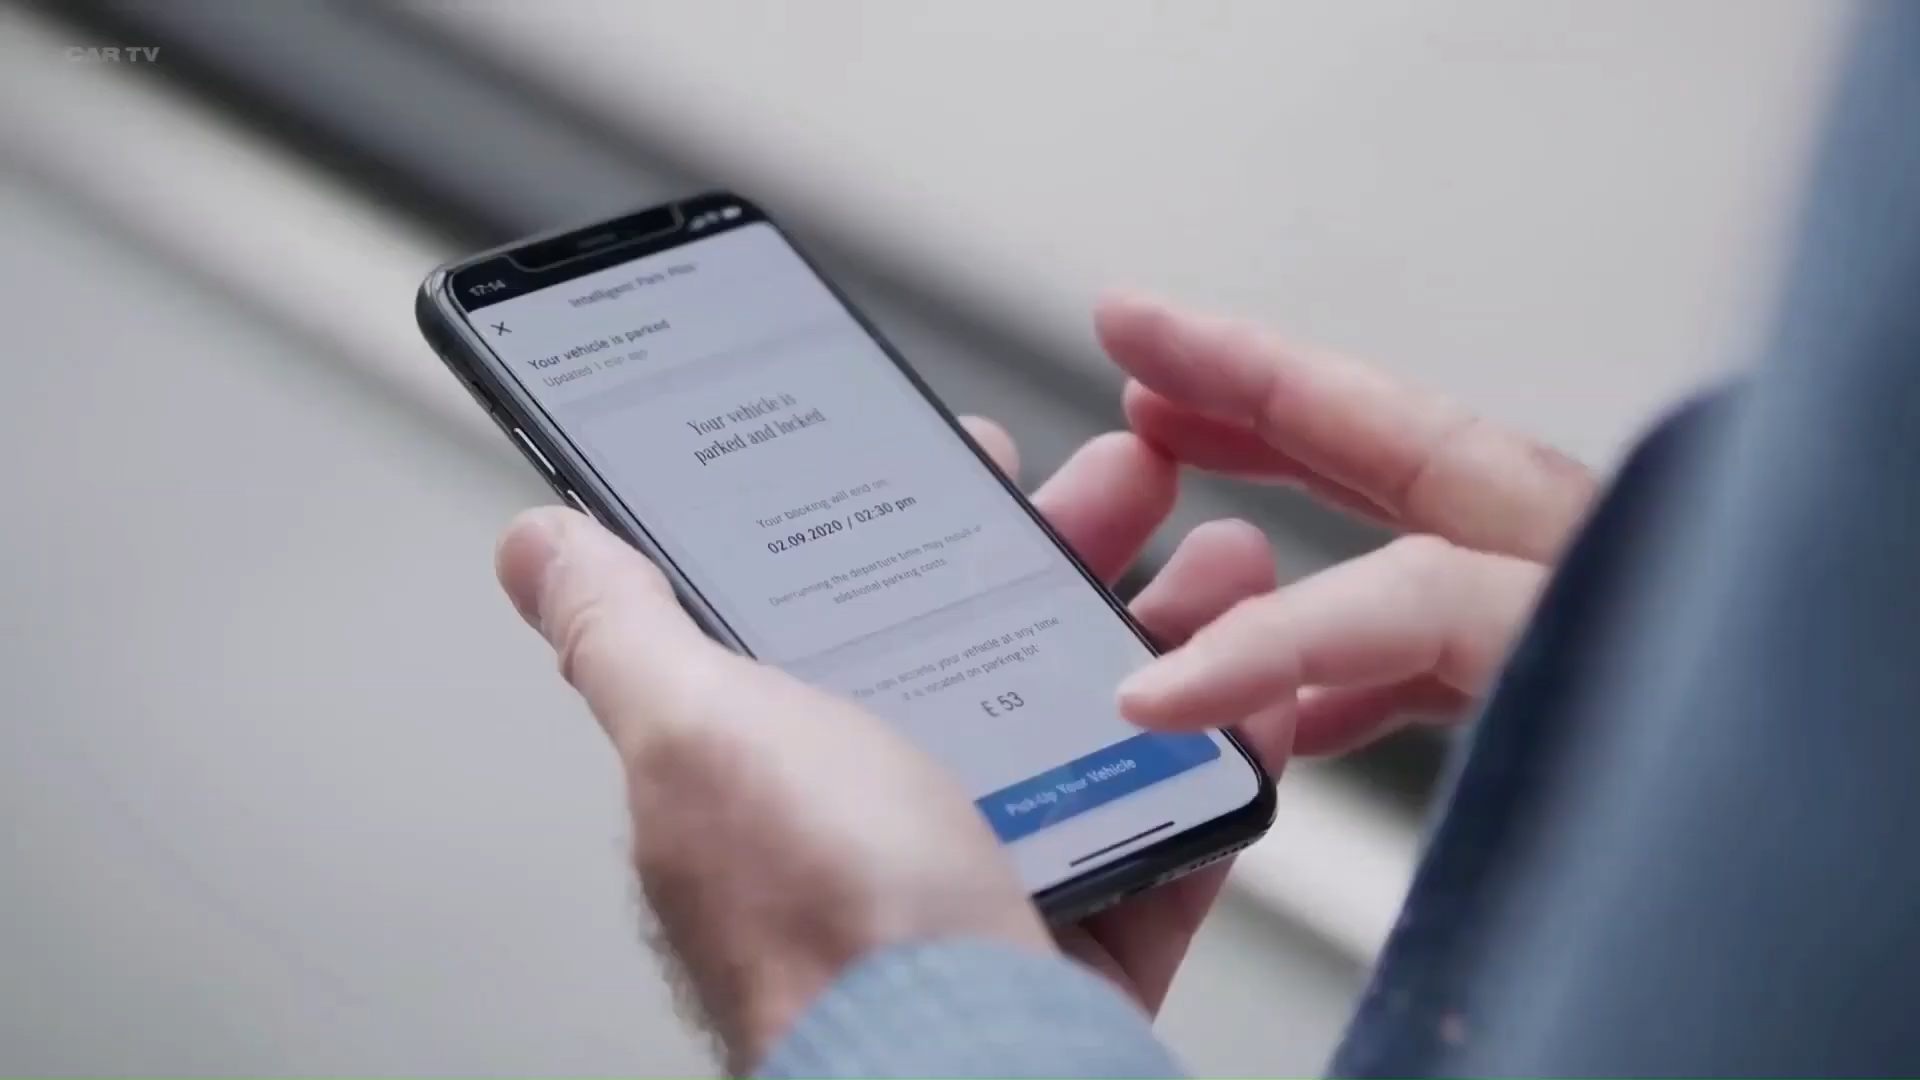 CAR TV
17:14
Intelligent Park Pilot
Your vehicle is parked
Updated 1 min ago
Your vehicle is
parked and locked
Your booking will end on:
02.09.2020 / 02:30 pm
Overrunning the departure time may result in
additional parking costs
You can access your vehicle at any time
it is located on parking lot:
E 53
Pick-Up Your Vehicle